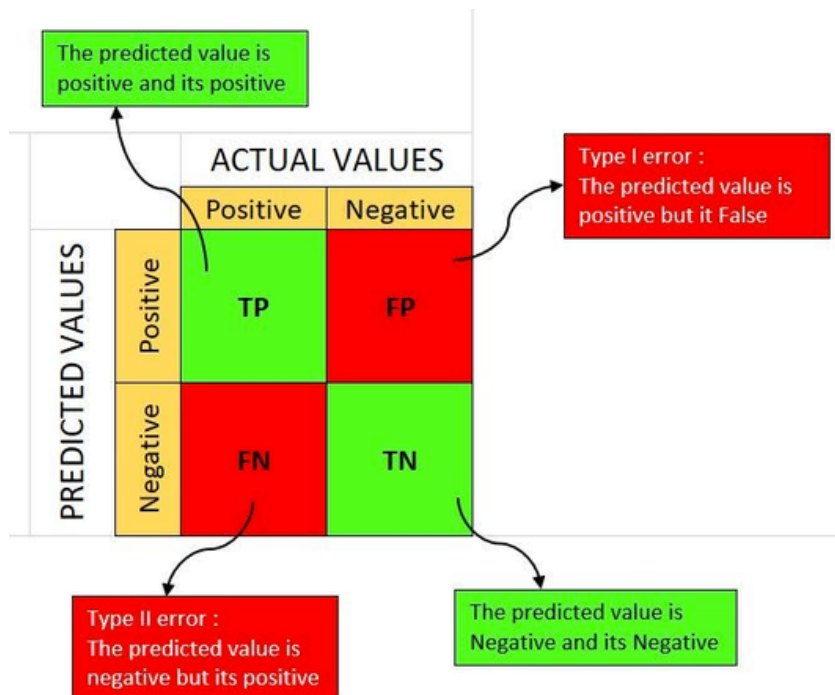 The predicted value is
positive and its positive
ACTUAL VALUES
Type I error :
The predicted value is
positive but it False
Positive
Negative
PREDICTED VALUES
Positive
TP
FP
Negative
FN
TN
Type II error :
The predicted value is
negative but its positive
The predicted value is
Negative and its Negative